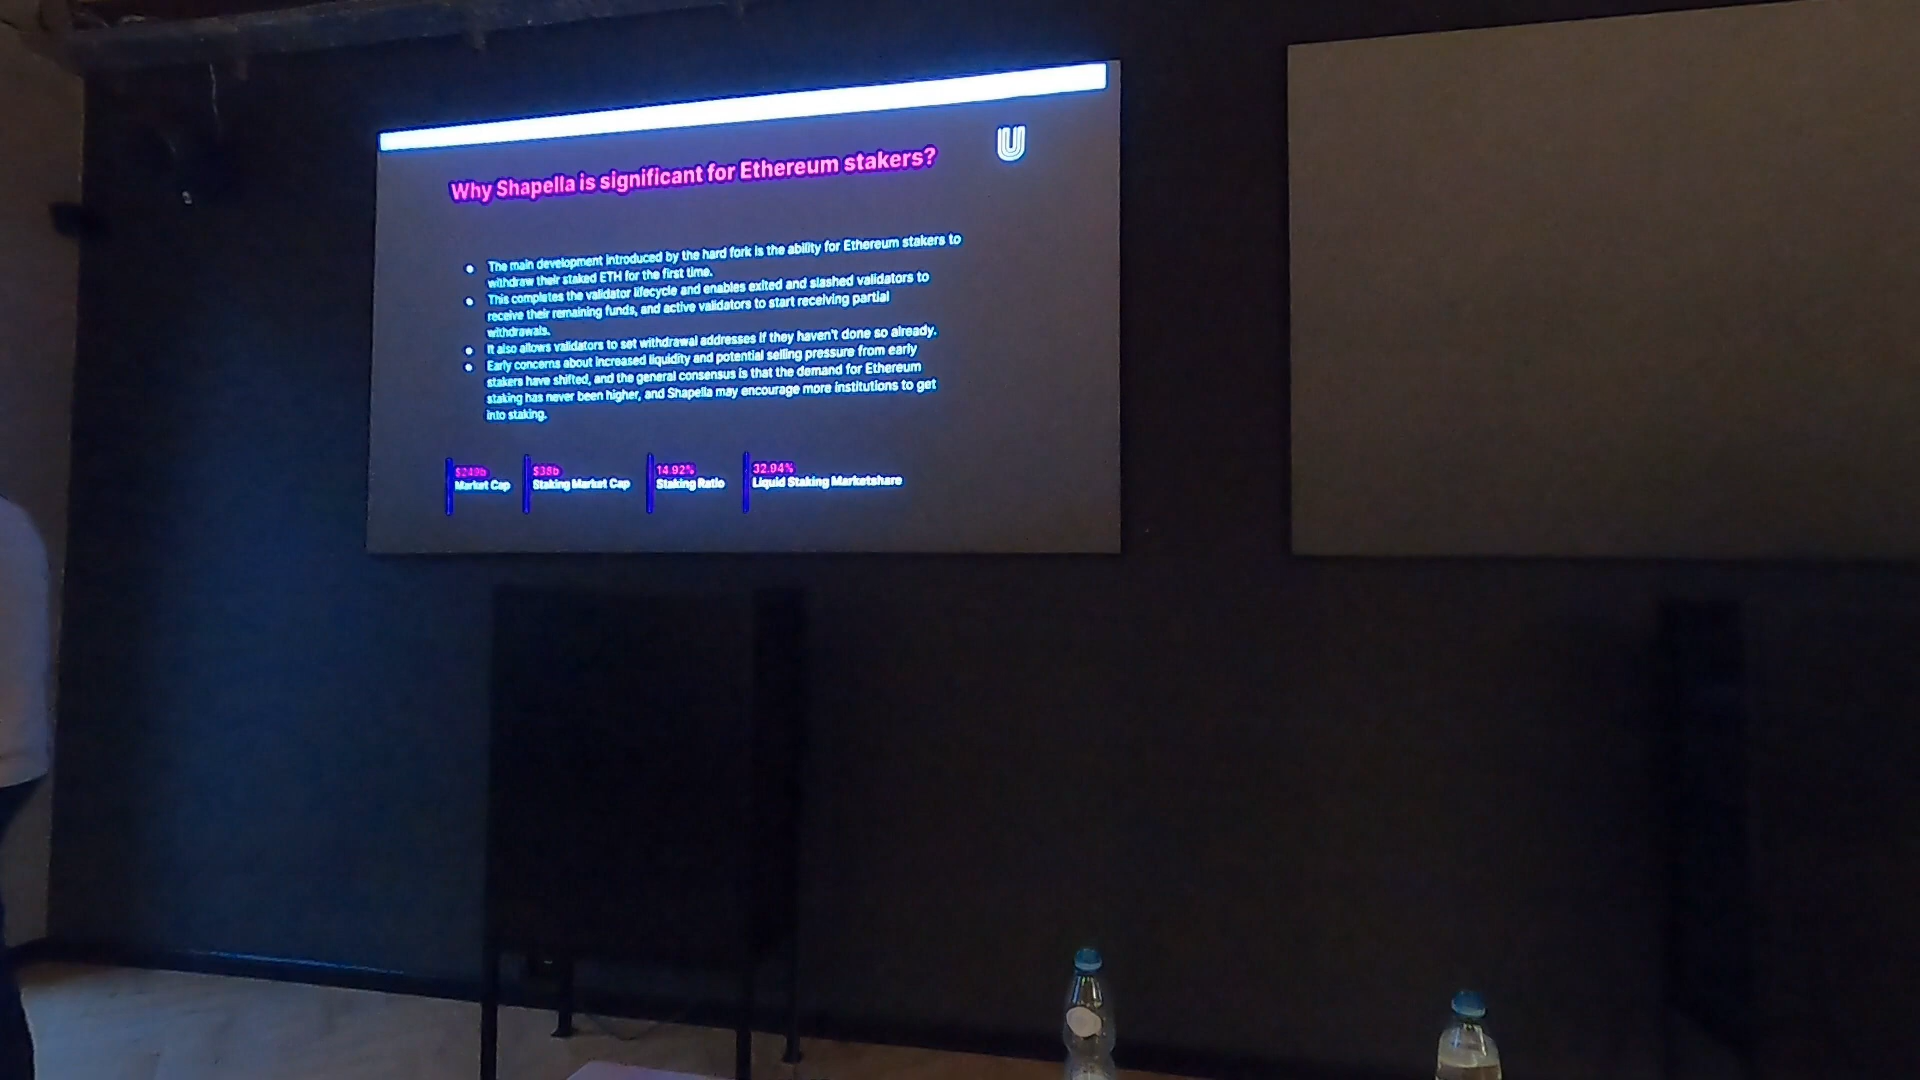 U
Why Shapella is significant for Ethereum stakers?
● The main development introduced by the hard fork is the ability for Ethereum stakers to
withdraw their staked ETH for the first time.
● This completes the validator lifecycle and enables exited and slashed validators to
receive their remaining funds, and active validators to start receiving partial
withdrawals.
● It also allows validators to set withdrawal addresses if they haven't done so already.
● Early concerns about increased liquidity and potential selling pressure from early
stakers have shifted, and the general consensus is that the demand for Ethereum
staking has never been higher, and Shapella may encourage more institutions to get
into staking.
$249b
Market Cap
$38b
Staking Market Cap
14.92%
Staking Ratio
32.94%
Liquid Staking Marketshare